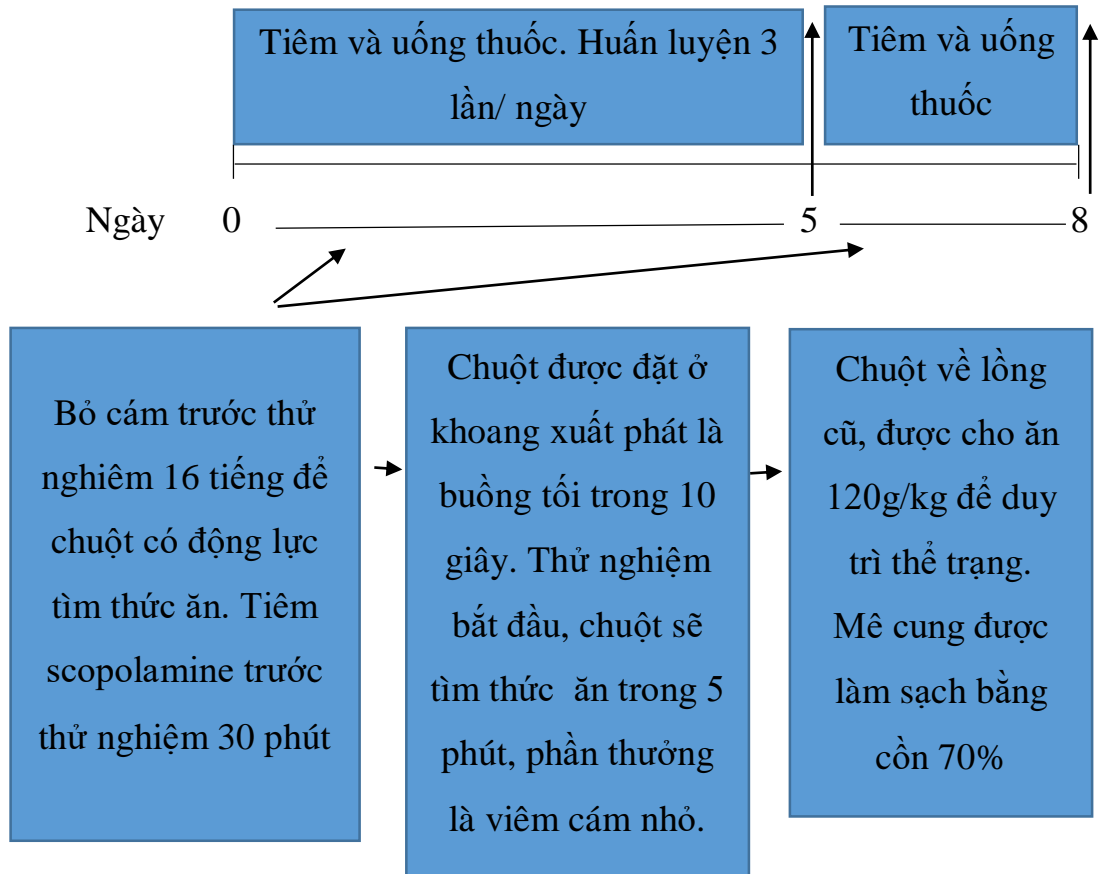 Tiêm và uống thuốc. Huấn luyện 3
lần/ ngày
Tiêm và uống
thuốc
Ngày 0 5 8
Bỏ cám trước thử
nghiêm 16 tiếng để
chuột có động lực
tìm thức ăn. Tiêm
scopolamine trước
thử nghiệm 30 phút
Chuột được đặt ở
khoang xuất phát là
buồng tối trong 10
giây. Thử nghiệm
bắt đầu, chuột sẽ
tìm thức ăn trong 5
phút, phần thưởng
là viêm cám nhỏ.
Chuột về lồng
cũ, được cho ăn
120g/kg để duy
trì thể trạng.
Mê cung được
làm sạch bằng
cồn 70%